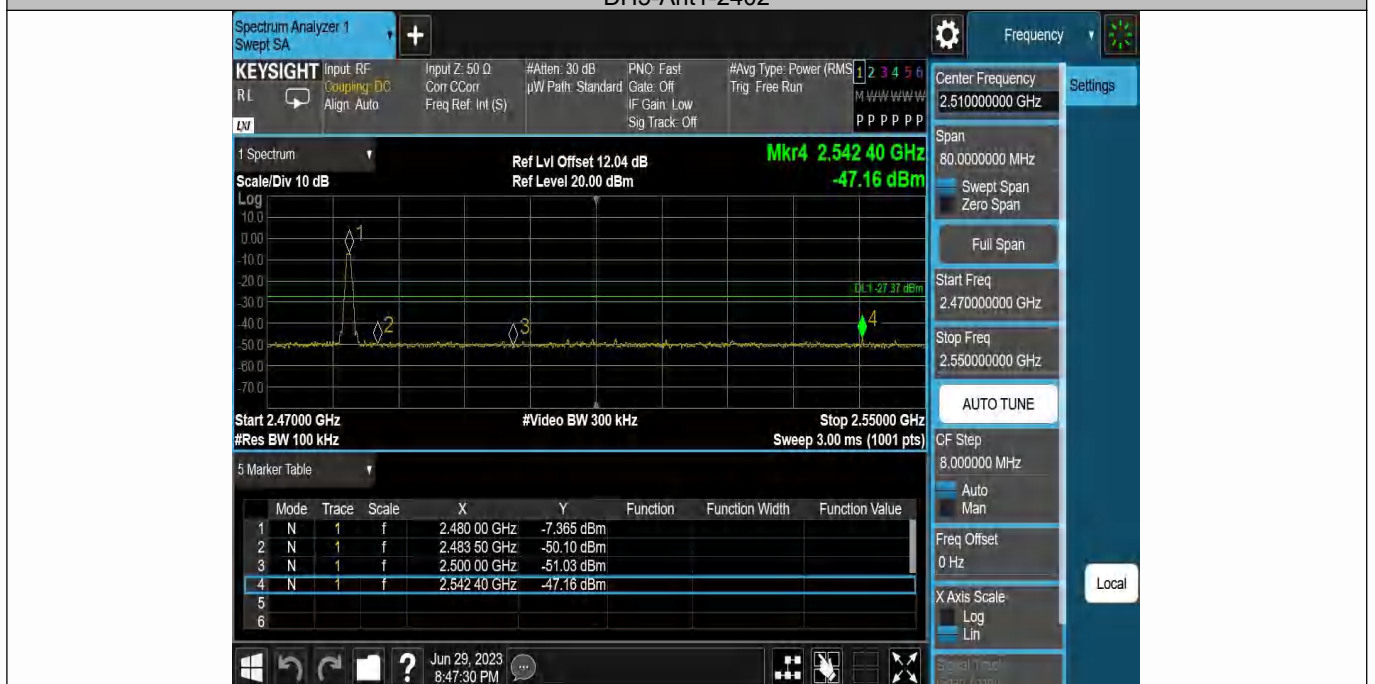 DH5-Ant1-2402
Spectrum Analyzer 1
Swept SA
Frequency
KEYSIGHT
RL
LXI
Input: RF
Coupling: DC
Align: Auto
Input Z: 50 Ω
Corr CCorr
Freq Ref: Int (S)
#Atten: 30 dB
µW Path: Standard
PNO: Fast
Gate: Off
IF Gain: Low
Sig Track: Off
#Avg Type: Power (RMS
Trig: Free Run
1 2 3 4 5 6
M W W W W W
P P P P P P
1 Spectrum
Scale/Div 10 dB
Ref Lvl Offset 12.04 dB
Ref Level 20.00 dBm
Mkr4 2.542 40 GHz
-47.16 dBm
Log
10.0
0.00
-10.0
-20.0
-30.0
-40.0
-50.0
-60.0
-70.0
1
2
3
4
DL1 -27.37 dBm
Start 2.47000 GHz
#Res BW 100 kHz
#Video BW 300 kHz
Stop 2.55000 GHz
Sweep 3.00 ms (1001 pts)
5 Marker Table
Mode Trace Scale X Y Function Function Width Function Value
1 N 1 f 2.480 00 GHz -7.365 dBm
2 N 1 f 2.483 50 GHz -50.10 dBm
3 N 1 f 2.500 00 GHz -51.03 dBm
4 N 1 f 2.542 40 GHz -47.16 dBm
5
6
Jun 29, 2023
8:47:30 PM
Center Frequency
2.510000000 GHz
Settings
Span
80.0000000 MHz
Swept Span
Zero Span
Full Span
Start Freq
2.470000000 GHz
Stop Freq
2.550000000 GHz
AUTO TUNE
CF Step
8.000000 MHz
Auto
Man
Freq Offset
0 Hz
X Axis Scale
Log
Lin
Local